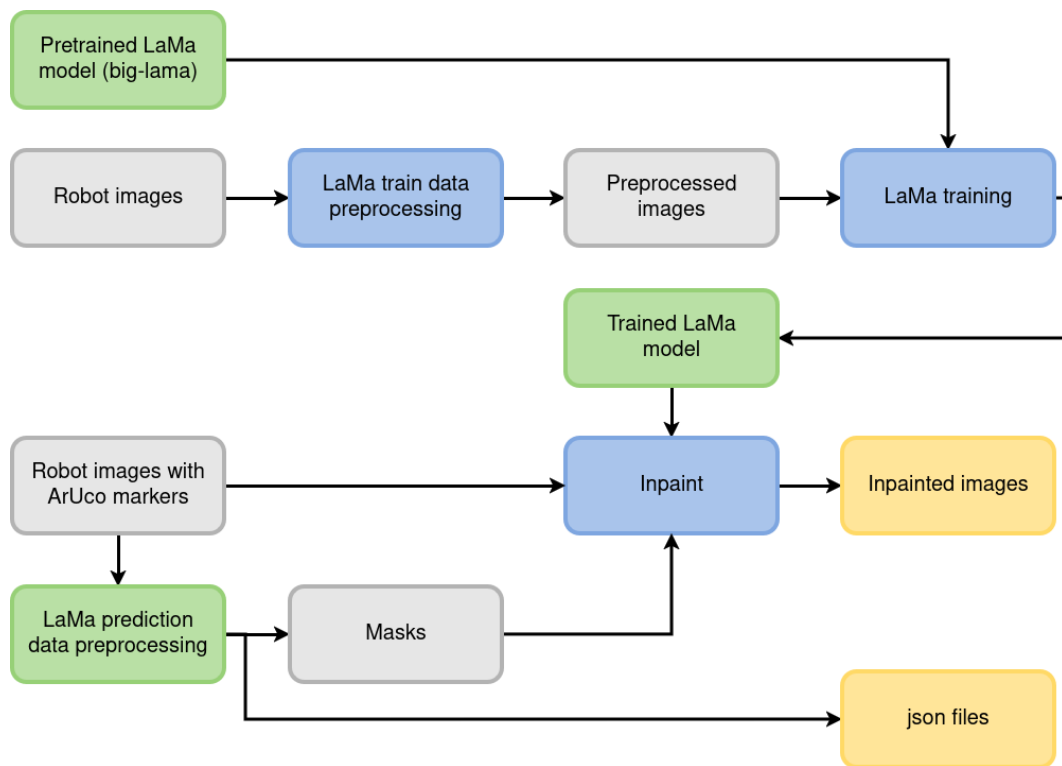 Pretrained LaMa
model (big-lama)
Robot images
LaMa train data
preprocessing
Preprocessed
images
LaMa training
Trained LaMa
model
Robot images with
ArUco markers
Inpaint
Inpainted images
LaMa prediction
data preprocessing
Masks
json files